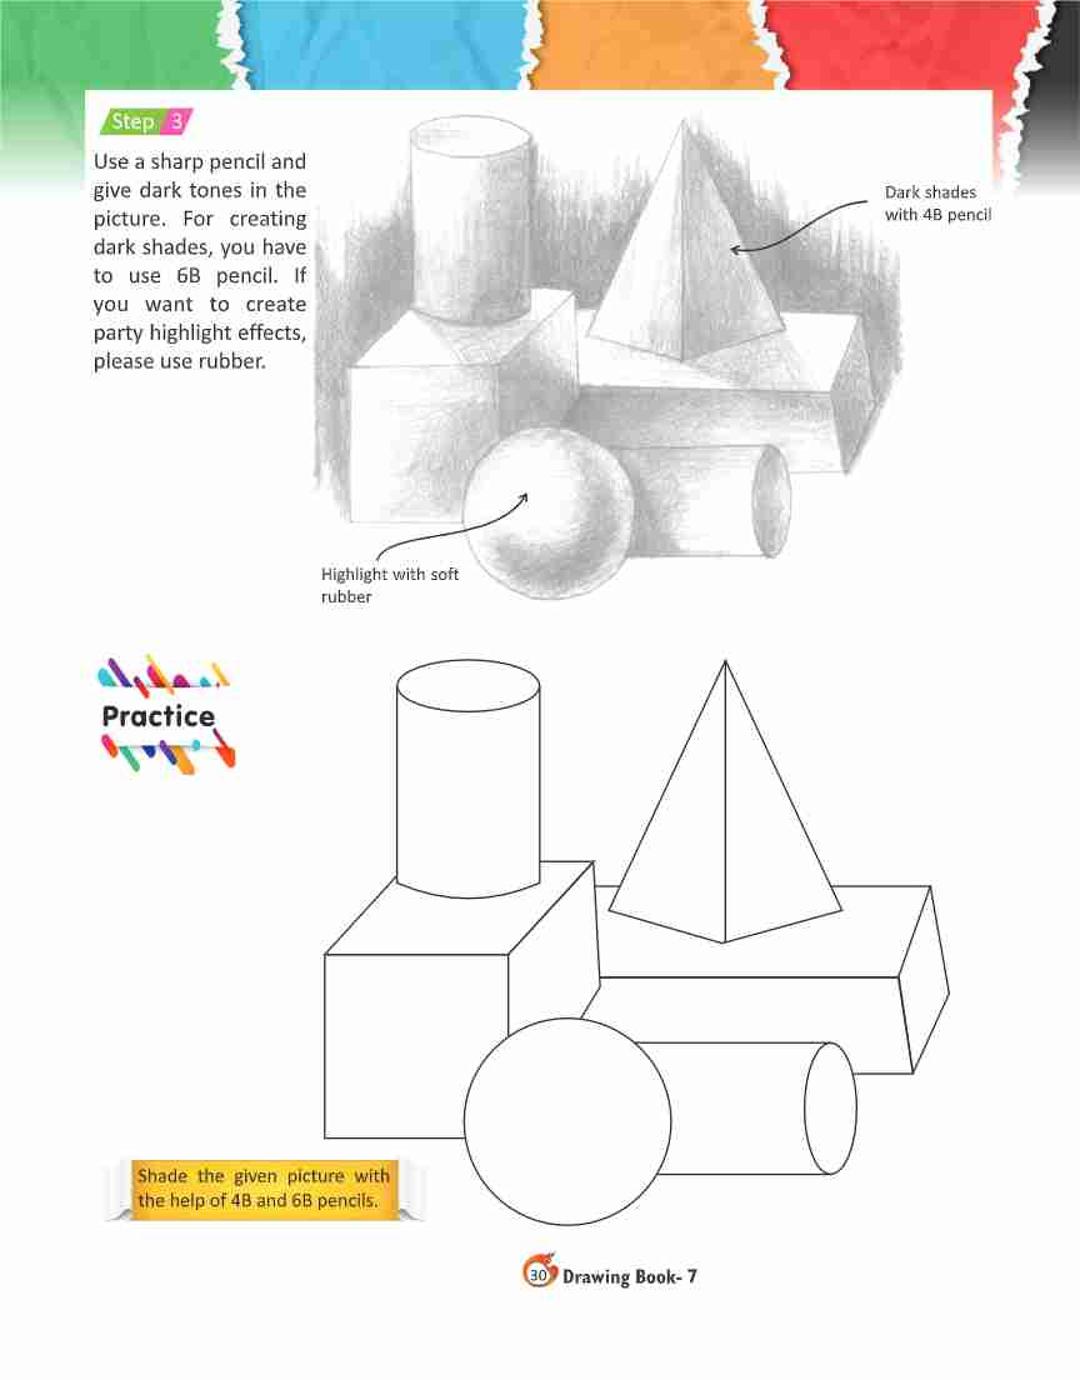 Step 3
Use a sharp pencil and
give dark tones in the
picture. For creating
dark shades, you have
to use 6B pencil. If
you want to create
party highlight effects,
please use rubber.
Dark shades
with 4B pencil
Highlight with soft
rubber
Practice
Shade the given picture with
the help of 4B and 6B pencils.
30 Drawing Book- 7